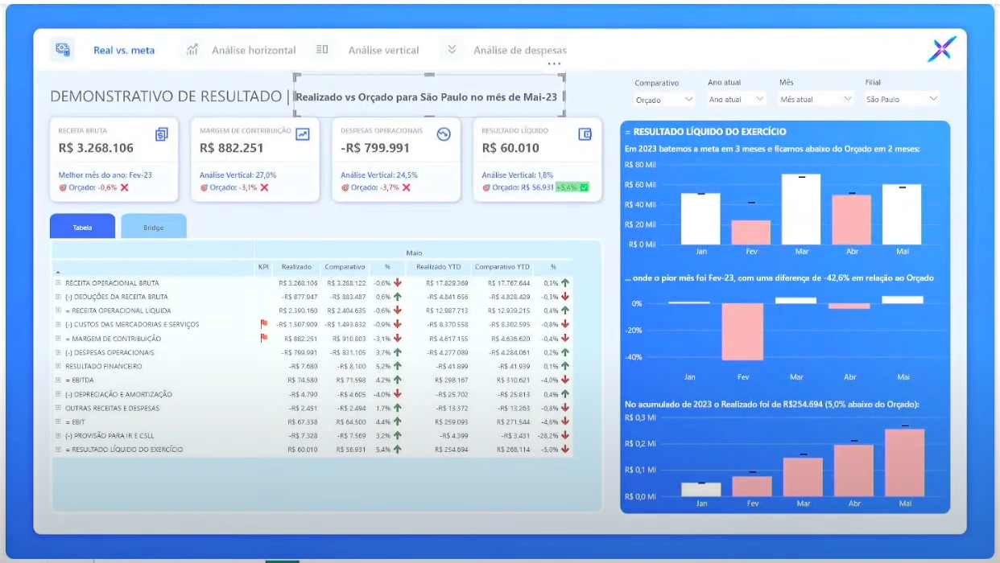 Real vs. meta
Análise horizontal
Análise vertical
Análise de despesas
DEMONSTRATIVO DE RESULTADO | Realizado vs Orçado para São Paulo no mês de Mai-23
Comparativo Ano atual Mês Filial
Orçado Ano atual Mês atual São Paulo
RECEITA BRUTA
R$ 3.268.106
Melhor mês do ano: Fev-23
Orçado: -0,6%
MARGEM DE CONTRIBUIÇÃO
R$ 882.251
Análise Vertical: 27,0%
Orçado: -3,1%
DESPESAS OPERACIONAIS
-R$ 799.991
Análise Vertical: 24,5%
Orçado: -3,7%
RESULTADO LÍQUIDO
R$ 60.010
Análise Vertical: 1,8%
Orçado: R$ 56.931 +5,4%
Tabela
Bridge
Maio
KPI Realizado Comparativo % Realizado YTD Comparativo YTD %
RECEITA OPERACIONAL BRUTA R$ 3.268.106 R$ 3.288.122 -0,6% R$ 17.829.369 R$ 17.767.644 0,3%
(-) DEDUÇÕES DA RECEITA BRUTA -R$ 877.947 -R$ 883.487 0,6% -R$ 4.841.656 -R$ 4.828.429 -0,3%
= RECEITA OPERACIONAL LÍQUIDA R$ 2.390.160 R$ 2.404.635 -0,6% R$ 12.987.713 R$ 12.939.215 0,4%
(-) CUSTOS DAS MERCADORIAS E SERVIÇOS -R$ 1.507.909 -R$ 1.493.832 -0,9% -R$ 8.370.558 -R$ 8.302.595 -0,8%
= MARGEM DE CONTRIBUIÇÃO R$ 882.251 R$ 910.803 -3,1% R$ 4.617.155 R$ 4.636.620 -0,4%
(-) DESPESAS OPERACIONAIS -R$ 799.991 -R$ 831.105 3,7% -R$ 4.277.089 -R$ 4.284.061 0,2%
RESULTADO FINANCEIRO -R$ 7.680 -R$ 8.100 5,2% -R$ 41.899 -R$ 41.939 0,1%
= EBITDA R$ 74.580 R$ 71.598 4,2% R$ 298.167 R$ 310.621 -4,0%
(-) DEPRECIAÇÃO E AMORTIZAÇÃO -R$ 4.790 -R$ 4.605 -4,0% -R$ 25.702 -R$ 25.813 0,4%
OUTRAS RECEITAS E DESPESAS -R$ 2.451 -R$ 2.494 1,7% -R$ 13.372 -R$ 13.263 -0,8%
= EBIT R$ 67.338 R$ 64.500 4,4% R$ 259.093 R$ 271.544 -4,6%
(-) PROVISÃO PARA IR E CSLL -R$ 7.328 -R$ 7.569 3,2% -R$ 4.399 -R$ 3.431 -28,2%
= RESULTADO LÍQUIDO DO EXERCÍCIO R$ 60.010 R$ 56.931 5,4% R$ 254.694 R$ 268.114 -5,0%
= RESULTADO LÍQUIDO DO EXERCÍCIO
Em 2023 batemos a meta em 3 meses e ficamos abaixo do Orçado em 2 meses:
R$ 80 Mil
R$ 60 Mil
R$ 40 Mil
R$ 20 Mil
R$ 0 Mil
Jan Fev Mar Abr Mai
... onde o pior mês foi Fev-23, com uma diferença de -42,6% em relação ao Orçado
0%
-20%
-40%
Jan Fev Mar Abr Mai
No acumulado de 2023 o Realizado foi de R$254.694 (5,0% abaixo do Orçado):
R$ 0,3 Mi
R$ 0,2 Mi
R$ 0,1 Mi
R$ 0,0 Mi
Jan Fev Mar Abr Mai